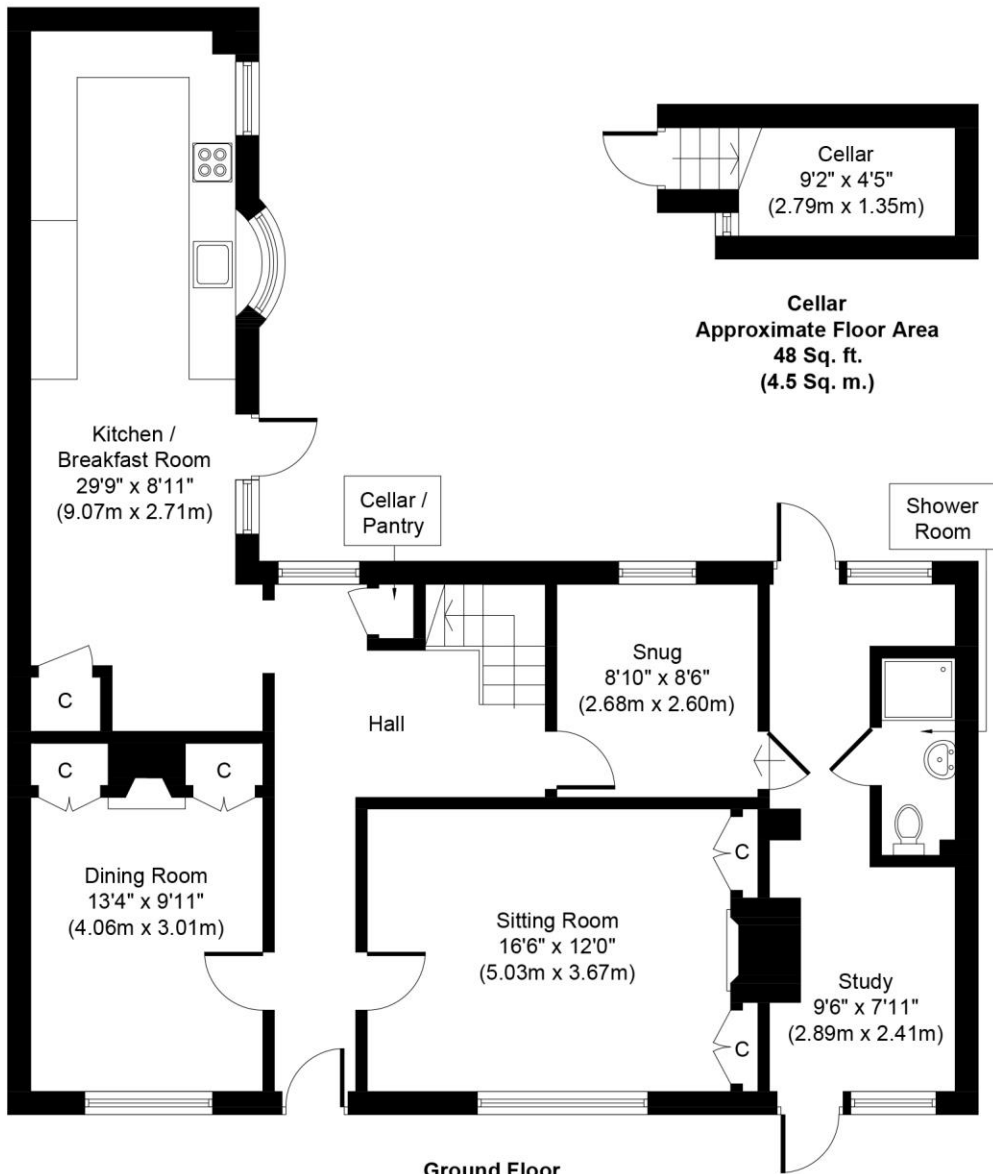 Cellar
9'2" x 4'5"
(2.79m x 1.35m)
Cellar
Approximate Floor Area
48 Sq. ft.
(4.5 Sq. m.)
Kitchen /
Breakfast Room
29'9" x 8'11"
(9.07m x 2.71m)
Cellar /
Pantry
Shower
Room
Snug
8'10" x 8'6"
(2.68m x 2.60m)
C
Hall
C
C
C
Dining Room
13'4" x 9'11"
(4.06m x 3.01m)
Sitting Room
16'6" x 12'0"
(5.03m x 3.67m)
Study
9'6" x 7'11"
(2.89m x 2.41m)
C
Ground Floor